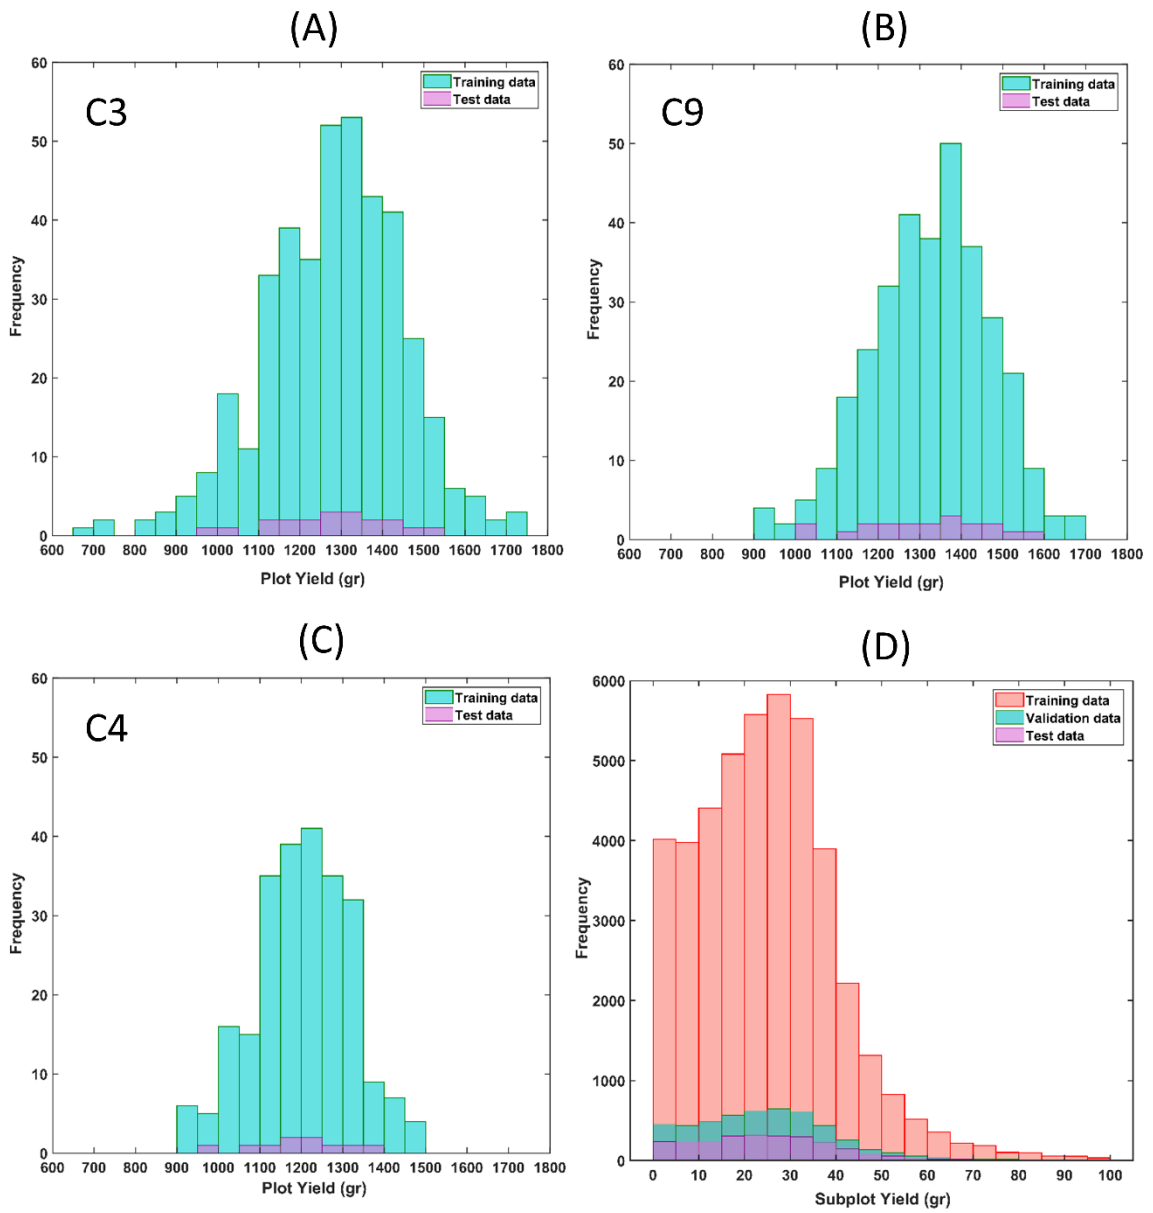 (A)
60
50
40
30
20
10
0
Frequency
C3
Training data
Test data
600 700 800 900 1000 1100 1200 1300 1400 1500 1600 1700 1800
Plot Yield (gr)
(B)
60
50
40
30
20
10
0
Frequency
C9
Training data
Test data
600 700 800 900 1000 1100 1200 1300 1400 1500 1600 1700 1800
Plot Yield (gr)
(C)
60
50
40
30
20
10
0
Frequency
C4
Training data
Test data
600 700 800 900 1000 1100 1200 1300 1400 1500 1600 1700 1800
Plot Yield (gr)
(D)
6000
5000
4000
3000
2000
1000
0
Frequency
Training data
Validation data
Test data
0 10 20 30 40 50 60 70 80 90 100
Subplot Yield (gr)